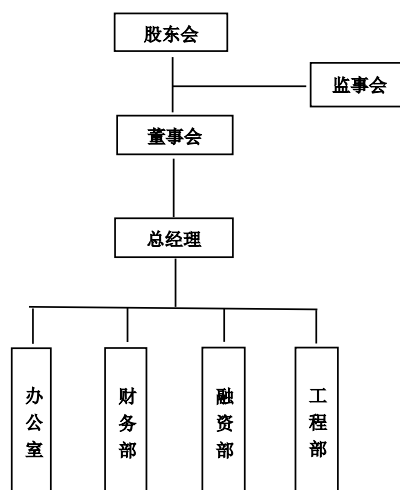 股东会
监事会
董事会
总经理
办公室
财务部
融资部
工程部